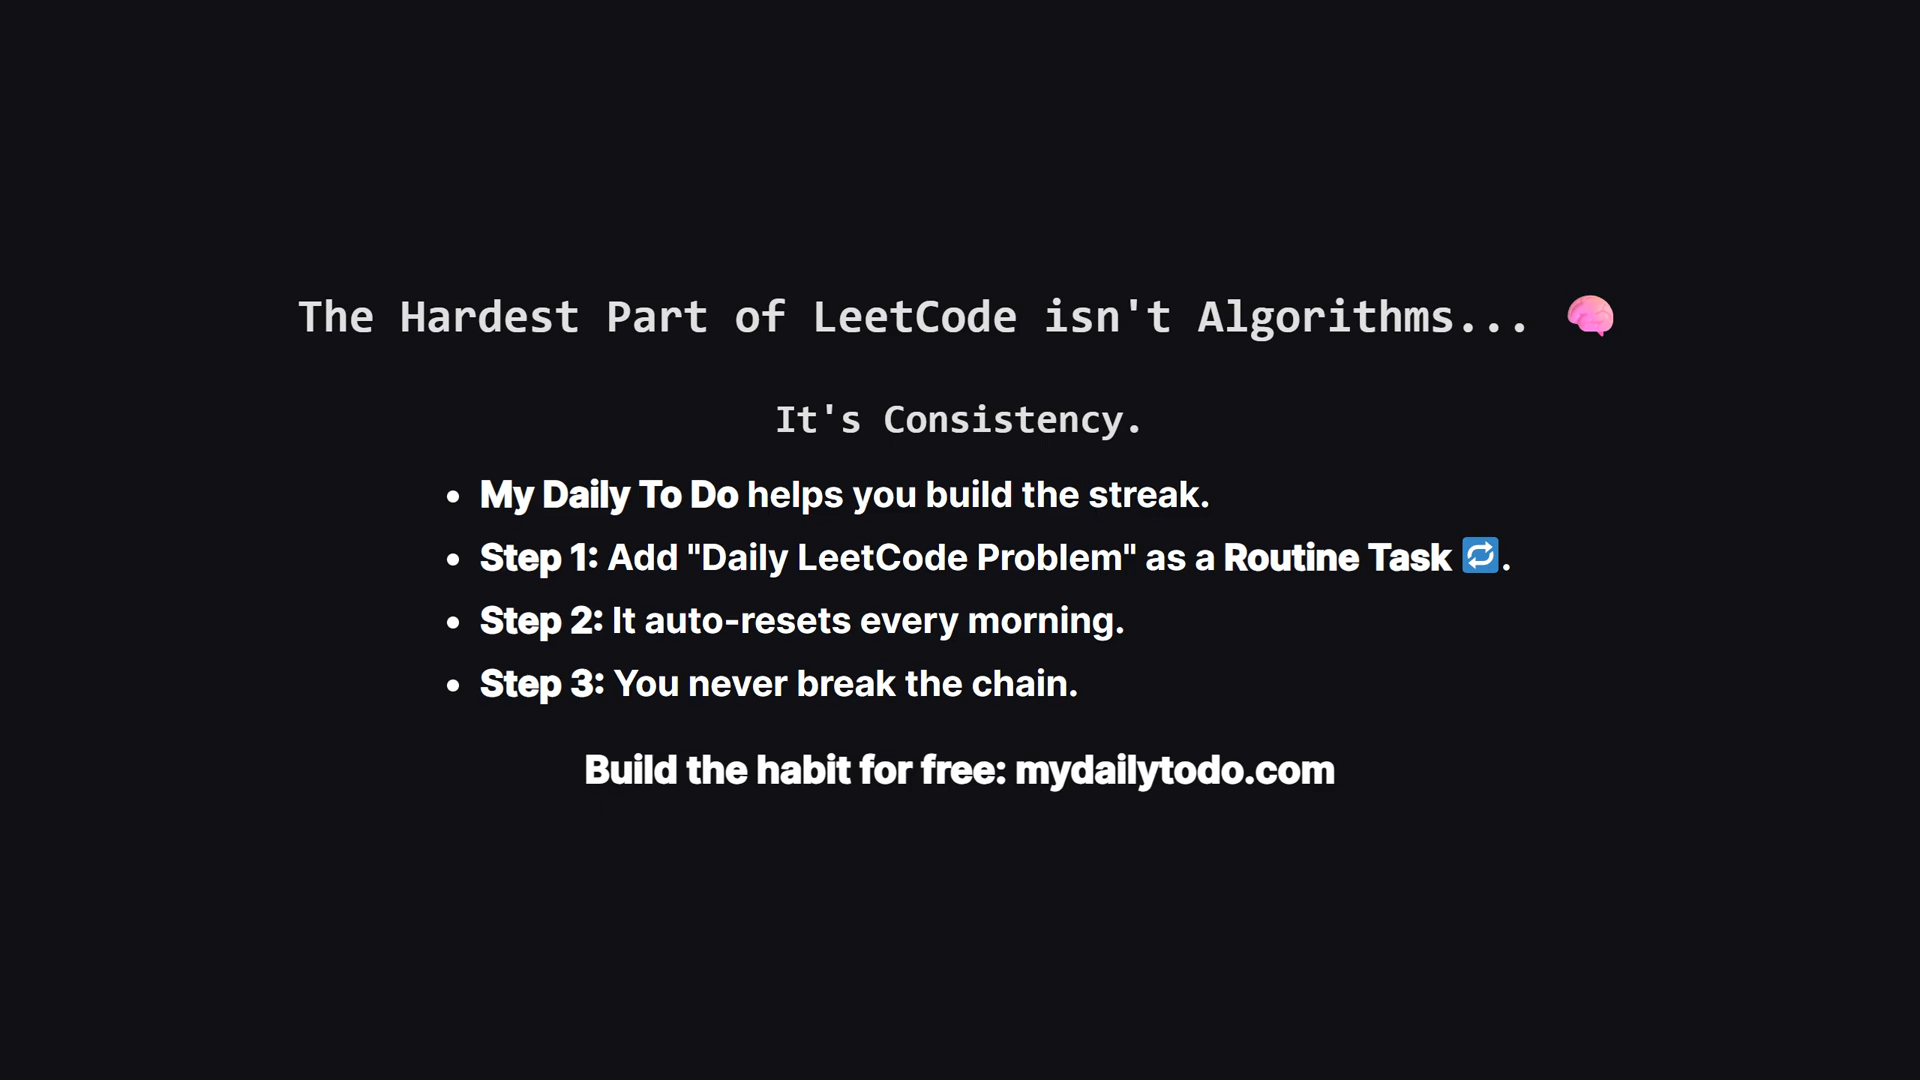 The Hardest Part of LeetCode isn't Algorithms... 🧠
It's Consistency.
• My Daily To Do helps you build the streak.
• Step 1: Add "Daily LeetCode Problem" as a Routine Task 🔁.
• Step 2: It auto-resets every morning.
• Step 3: You never break the chain.
Build the habit for free: mydailytodo.com